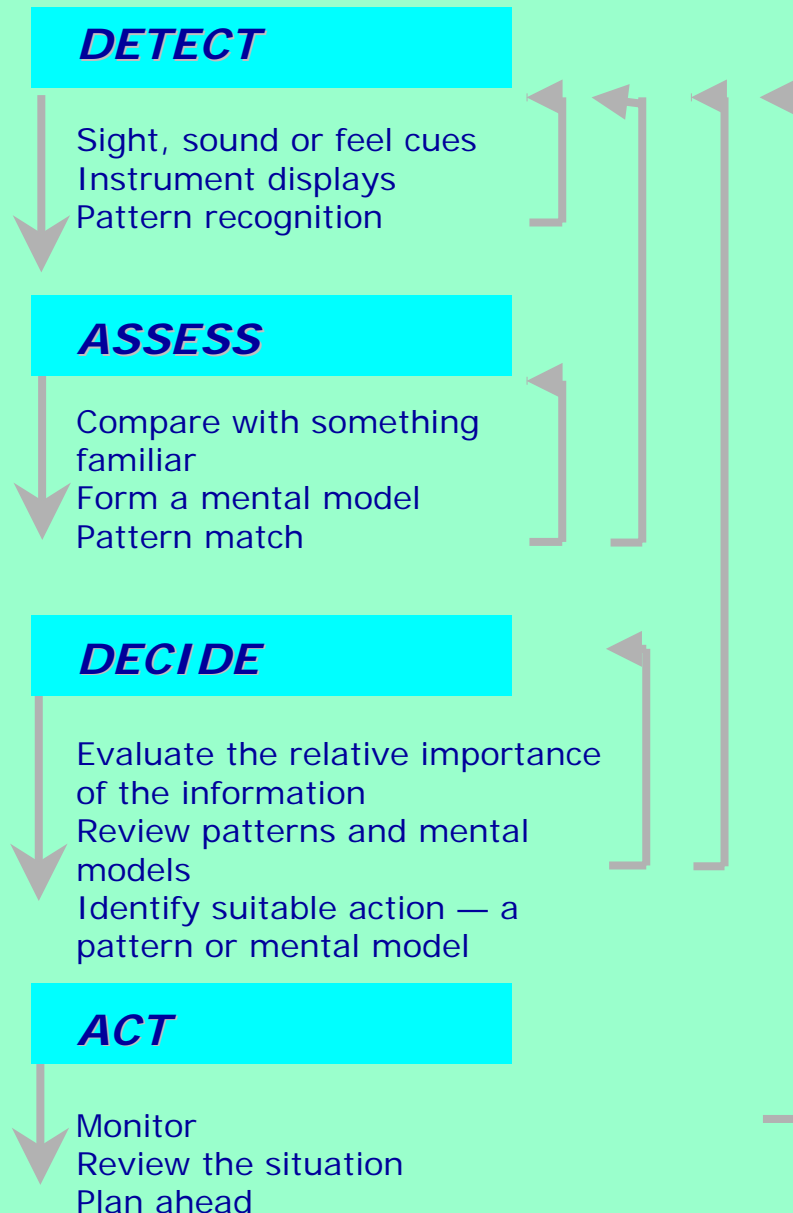 DETECT
Sight, sound or feel cues
Instrument displays
Pattern recognition
ASSESS
Compare with something
familiar
Form a mental model
Pattern match
DECIDE
Evaluate the relative importance
of the information
Review patterns and mental
models
Identify suitable action — a
pattern or mental model
ACT
Monitor
Review the situation
Plan ahead